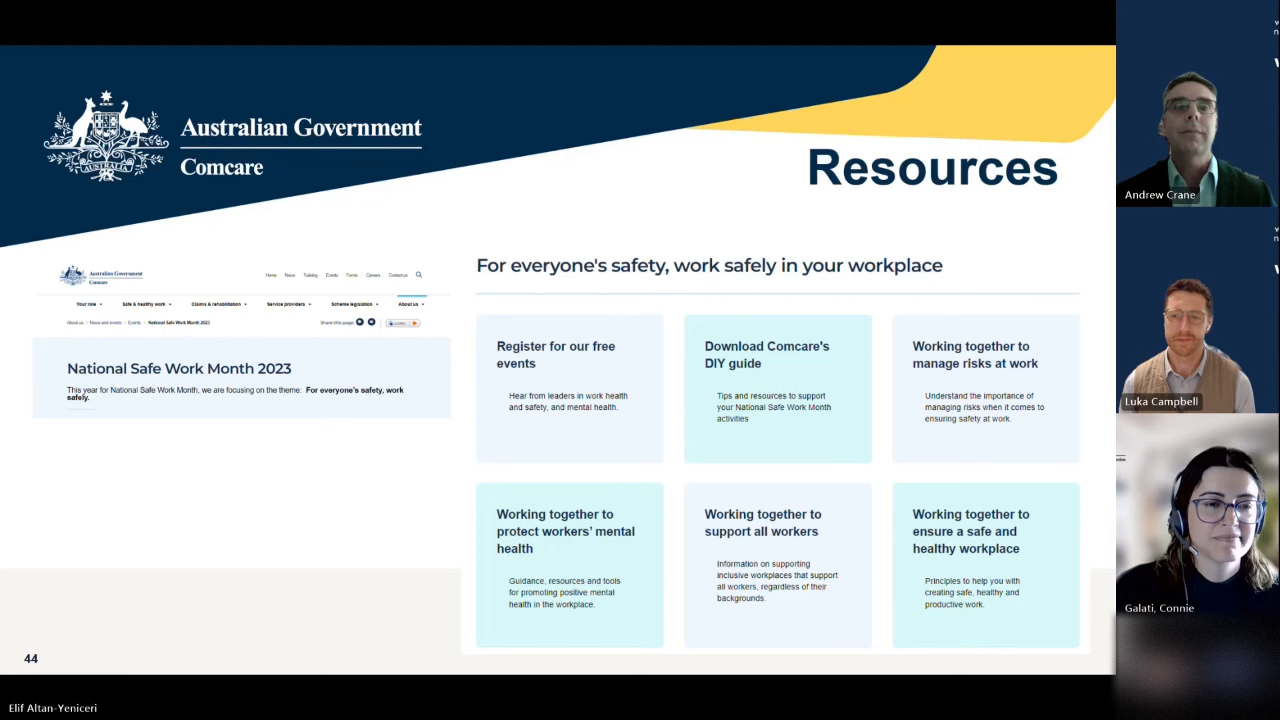 Australian Government
Comcare
AUSTRALIA
Resources
Australian Government
Comcare
Home News Training Events Forms Careers Contact us
Your role Safe & healthy work Claims & rehabilitation Service providers Scheme legislation About us
About us News and events Events National Safe Work Month 2023
Share this page: Listen
National Safe Work Month 2023
This year for National Safe Work Month, we are focusing on the theme: For everyone's safety, work
safely.
For everyone's safety, work safely in your workplace
Register for our free
events
Hear from leaders in work health
and safety, and mental health.
Download Comcare's
DIY guide
Tips and resources to support
your National Safe Work Month
activities
Working together to
manage risks at work
Understand the importance of
managing risks when it comes to
ensuring safety at work.
Working together to
protect workers' mental
health
Guidance, resources and tools
for promoting positive mental
health in the workplace.
Working together to
support all workers
Information on supporting
inclusive workplaces that support
all workers, regardless of their
backgrounds.
Working together to
ensure a safe and
healthy workplace
Principles to help you with
creating safe, healthy and
productive work.
44
Elif Altan-Yeniceri
Andrew Crane
Luka Campbell
Galati, Connie